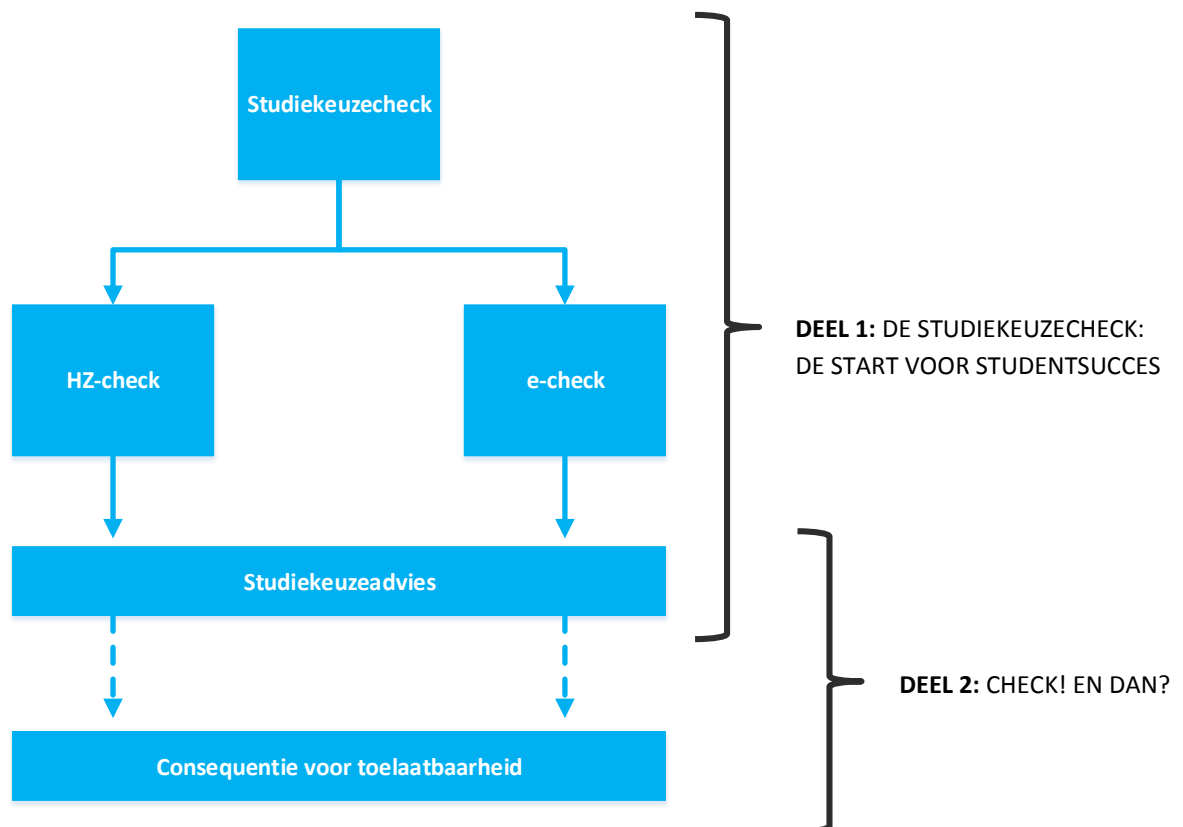 Studiekeuzecheck
HZ-check
e-check
DEEL 1: DE STUDIEKEUZECHECK:
DE START VOOR STUDENTSUCCES
Studiekeuzeadvies
DEEL 2: CHECK! EN DAN?
Consequentie voor toelaatbaarheid